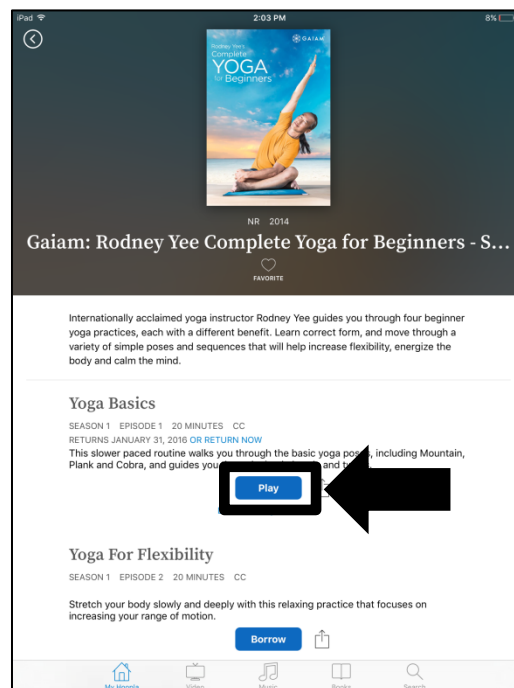 iPad 2:03 PM 8%
GAIAM
Rodney Yee's
Complete
YOGA
for Beginners
NR 2014
Gaiam: Rodney Yee Complete Yoga for Beginners - S...
FAVORITE
Internationally acclaimed yoga instructor Rodney Yee guides you through four beginner
yoga practices, each with a different benefit. Learn correct form, and move through a
variety of simple poses and sequences that will help increase flexibility, energize the
body and calm the mind.
Yoga Basics
SEASON 1 EPISODE 1 20 MINUTES CC
RETURNS JANUARY 31, 2016 OR RETURN NOW
This slower paced routine walks you through the basic yoga poses, including Mountain,
Plank and Cobra, and guides you and
Play
Yoga For Flexibility
SEASON 1 EPISODE 2 20 MINUTES CC
Stretch your body slowly and deeply with this relaxing practice that focuses on
increasing your range of motion.
Borrow
My Hoopla Video Music Books Search